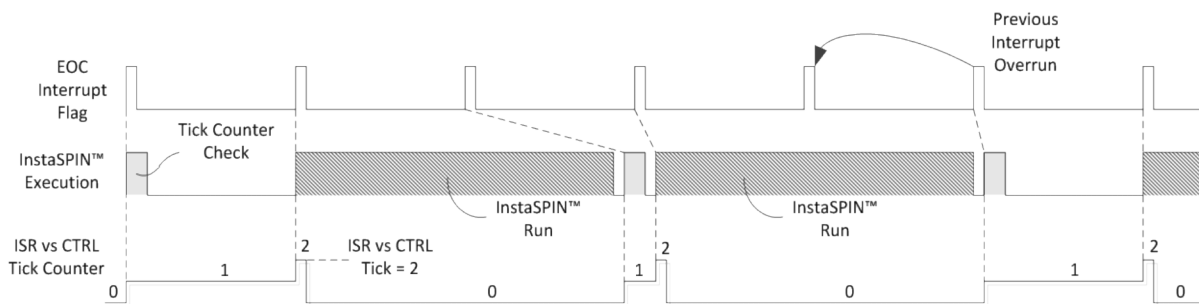 Previous
Interrupt
Overrun
EOC
Interrupt
Flag
Tick Counter
Check
InstaSPIN™
Execution
InstaSPIN™
Run
InstaSPIN™
Run
ISR vs CTRL
Tick Counter
0
1
2
ISR vs CTRL
Tick = 2
0
1
2
0
1
2
0